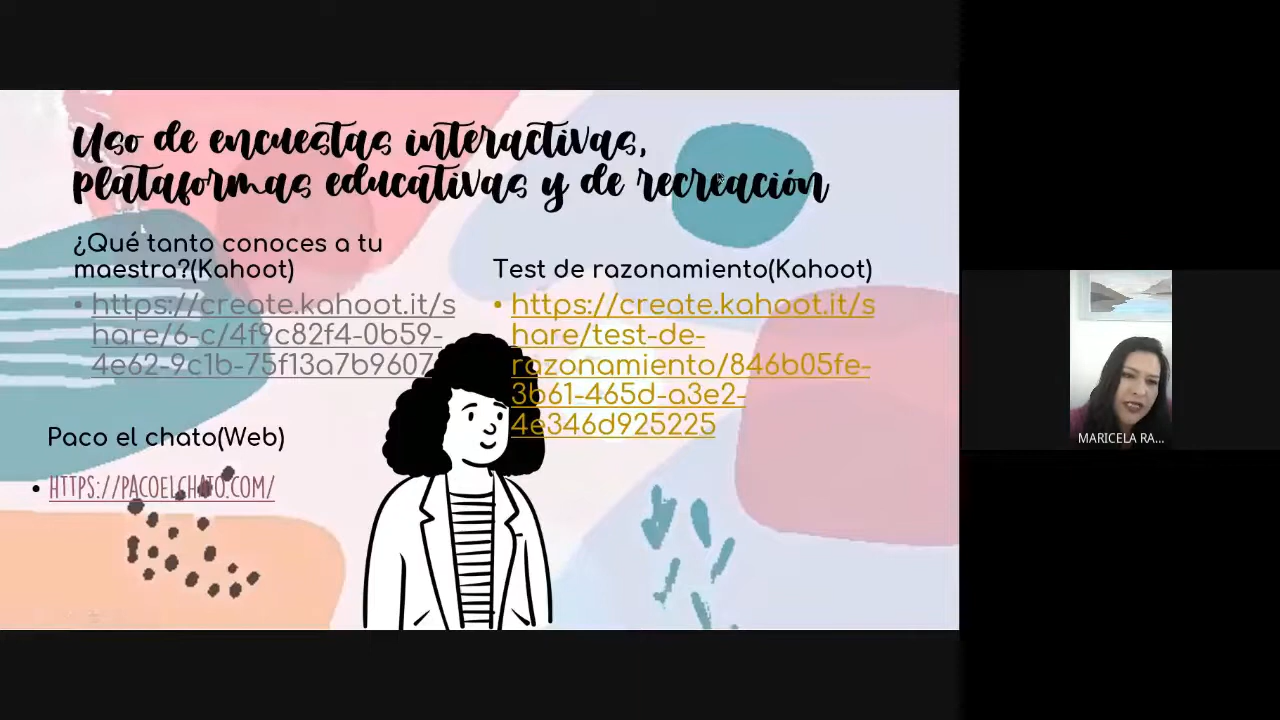 Uso de encuestas interactivas,
plataformas educativas y de recreación
¿Qué tanto conoces a tu
maestra?(Kahoot)
• https://create.kahoot.it/s
hare/6-c/4f9c82f4-0b59-
4e62-9c1b-75f13a7b9607
Test de razonamiento(Kahoot)
• https://create.kahoot.it/s
hare/test-de-
razonamiento/846b05fe-
3b61-465d-a3e2-
4e346d925225
Paco el chato(Web)
• HTTPS://PACOELCHATO.COM/
MARICELA RA...